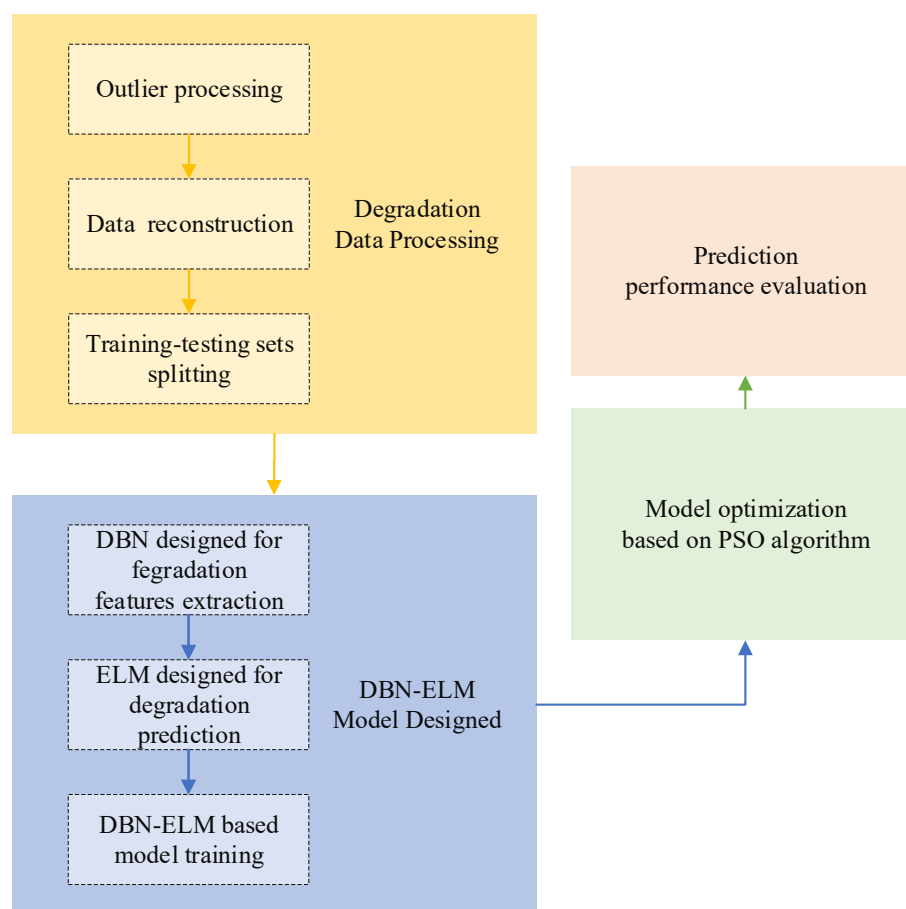 Outlier processing
Data reconstruction
Training-testing sets
splitting
Degradation
Data Processing
DBN designed for
fegradation
features extraction
ELM designed for
degradation
prediction
DBN-ELM based
model training
DBN-ELM
Model Designed
Model optimization
based on PSO algorithm
Prediction
performance evaluation